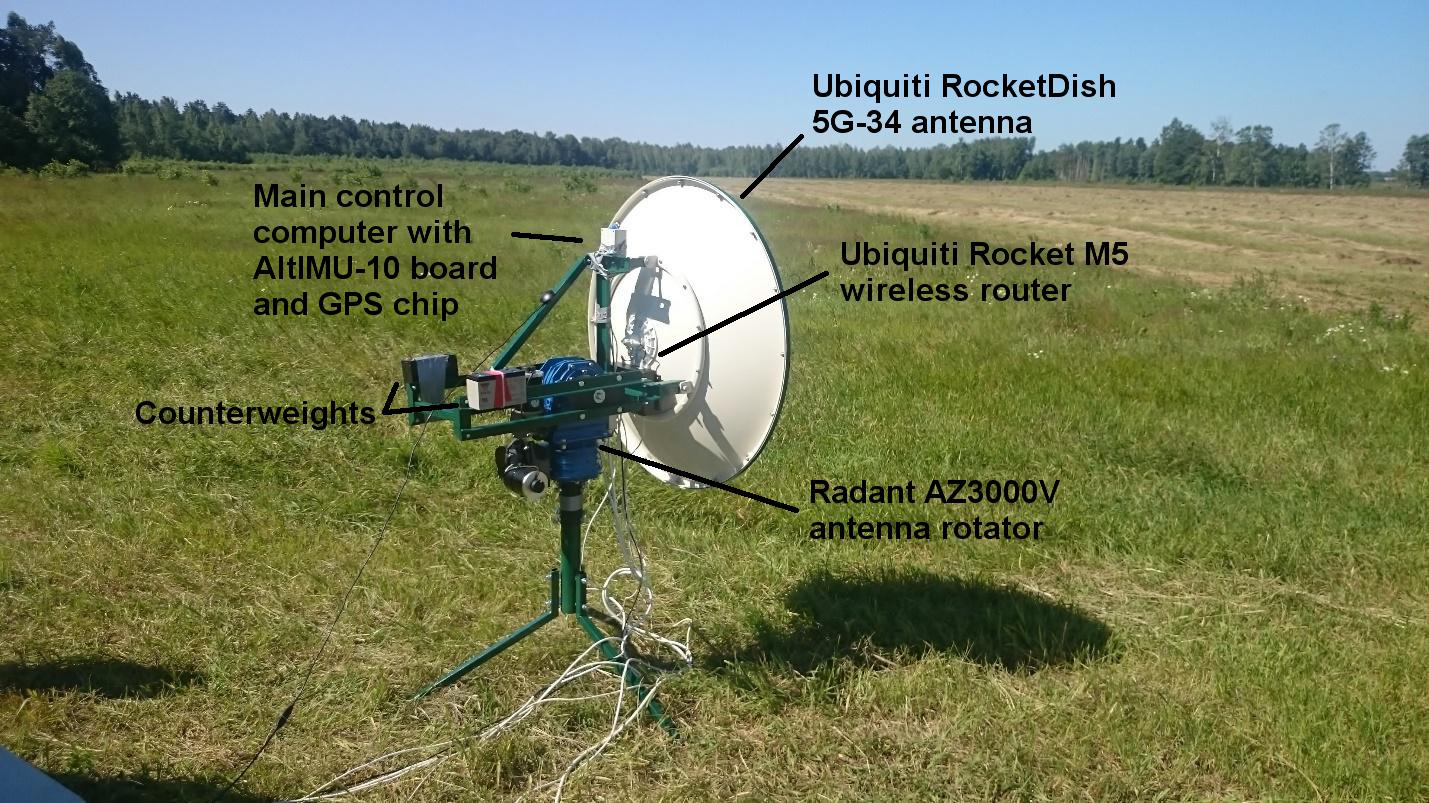 Ubiquiti RocketDish
5G-34 antenna
Main control
computer with
AltIMU-10 board
and GPS chip
Ubiquiti Rocket M5
wireless router
Counterweights
Radant AZ3000V
antenna rotator